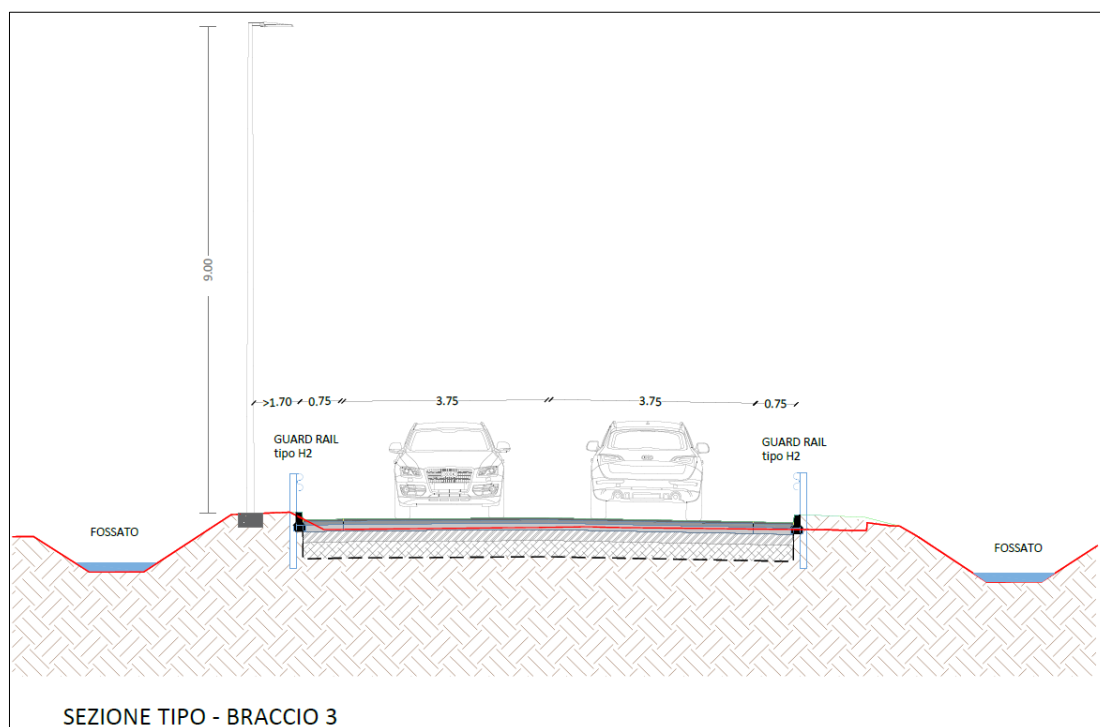 9.00
>1.70 0.75 3.75 3.75 0.75
GUARD RAIL
tipo H2
GUARD RAIL
tipo H2
FOSSATO
FOSSATO
SEZIONE TIPO - BRACCIO 3